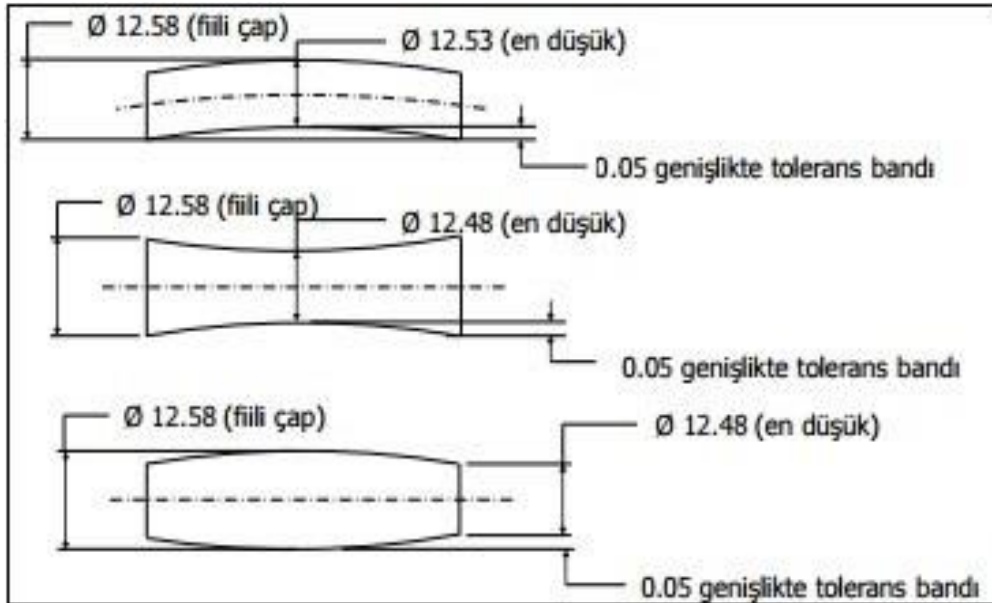 Ø 12.58 (fiili çap)
Ø 12.53 (en düşük)
0.05 genişlikte tolerans bandı
Ø 12.58 (fiili çap)
Ø 12.48 (en düşük)
0.05 genişlikte tolerans bandı
Ø 12.58 (fiili çap)
Ø 12.48 (en düşük)
0.05 genişlikte tolerans bandı